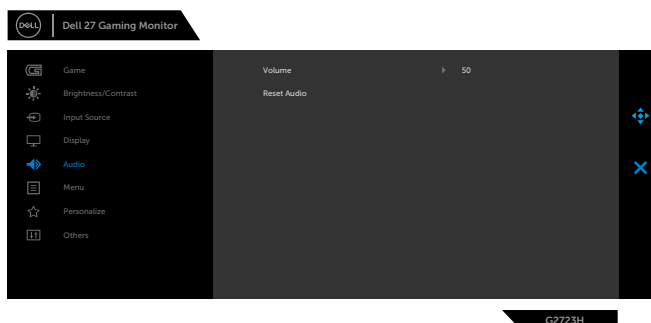 DELL
Dell 27 Gaming Monitor
Game
Volume 50
Brightness/Contrast
Reset Audio
Input Source
Display
Audio
Menu
Personalize
Others
G2723H